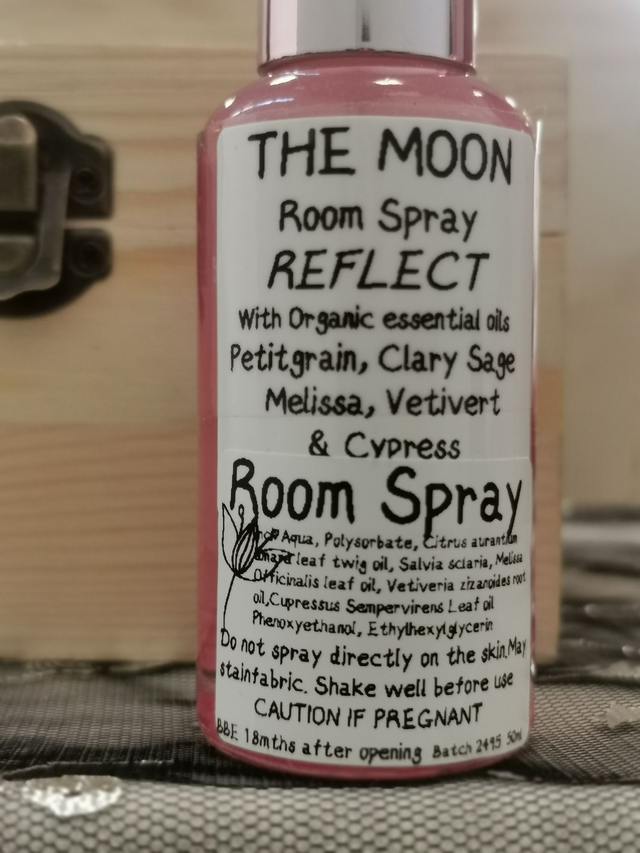 THE MOON
Room Spray
REFLECT
With Organic essential oils
Petitgrain, Clary Sage
Melissa, Vetivert
& Cypress
Room Spray
Aqua, Polysorbate, Citrus aurantium
amara leaf twig oil, Salvia sclaria, Melissa
Officinalis leaf oil, Vetiveria zizanoides root
oil,Cupressus Sempervirens Leaf oil
Phenoxyethanol, Ethylhexylglycerin
Do not spray directly on the skin.May
stainfabric. Shake well before use
CAUTION IF PREGNANT
BBE 18mths after opening Batch 2495 50ml